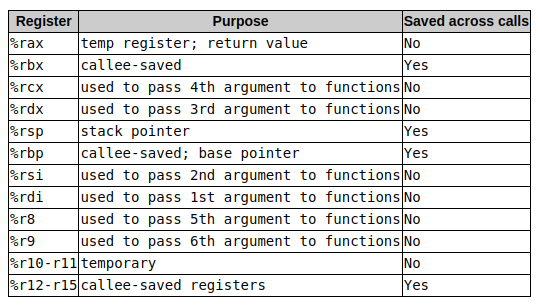 Register Purpose Saved across calls
%rax temp register; return value No
%rbx callee-saved Yes
%rcx used to pass 4th argument to functions No
%rdx used to pass 3rd argument to functions No
%rsp stack pointer Yes
%rbp callee-saved; base pointer Yes
%rsi used to pass 2nd argument to functions No
%rdi used to pass 1st argument to functions No
%r8 used to pass 5th argument to functions No
%r9 used to pass 6th argument to functions No
%r10-r11 temporary No
%r12-r15 callee-saved registers Yes